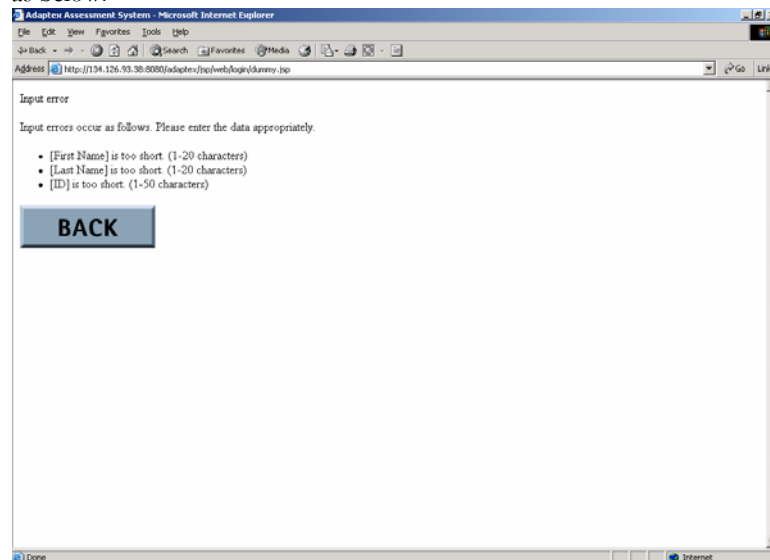 as below.
Adaptex Assessment System - Microsoft Internet Explorer
File Edit View Favorites Tools Help
Back Search Favorites Media
Address http://134.126.93.38:8080/adaptex/jsp/web/login/dummy.jsp Go
Input error
Input errors occur as follows. Please enter the data appropriately.
[First Name] is too short. (1-20 characters)
[Last Name] is too short. (1-20 characters)
[ID] is too short. (1-50 characters)
BACK
Done Internet